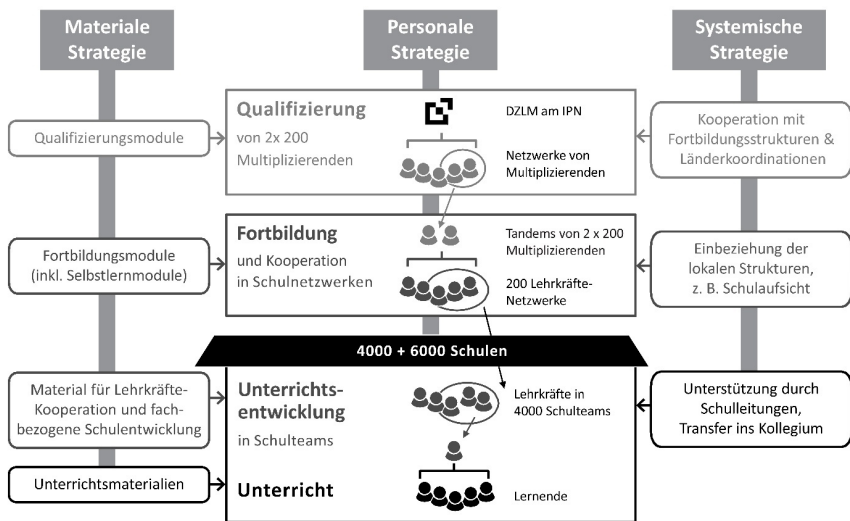 Materiale
Strategie
Personale
Strategie
Systemische
Strategie
Qualifizierungsmodule
Qualifizierung
von 2x 200
Multiplizierenden
DZLM am IPN
Netzwerke von
Multiplizierenden
Kooperation mit
Fortbildungsstrukturen &
Länderkoordinationen
Fortbildungsmodule
(inkl. Selbstlernmodule)
Fortbildung
und Kooperation
in Schulnetzwerken
Tandems von 2 x 200
Multiplizierenden
200 Lehrkräfte-
Netzwerke
Einbeziehung der
lokalen Strukturen,
z. B. Schulaufsicht
4000 + 6000 Schulen
Material für Lehrkräfte-
Kooperation und fach-
bezogene Schulentwicklung
Unterrichts-
entwicklung
in Schulteams
Lehrkräfte in
4000 Schulteams
Unterstützung durch
Schulleitungen,
Transfer ins Kollegium
Unterrichtsmaterialien
Unterricht
Lernende